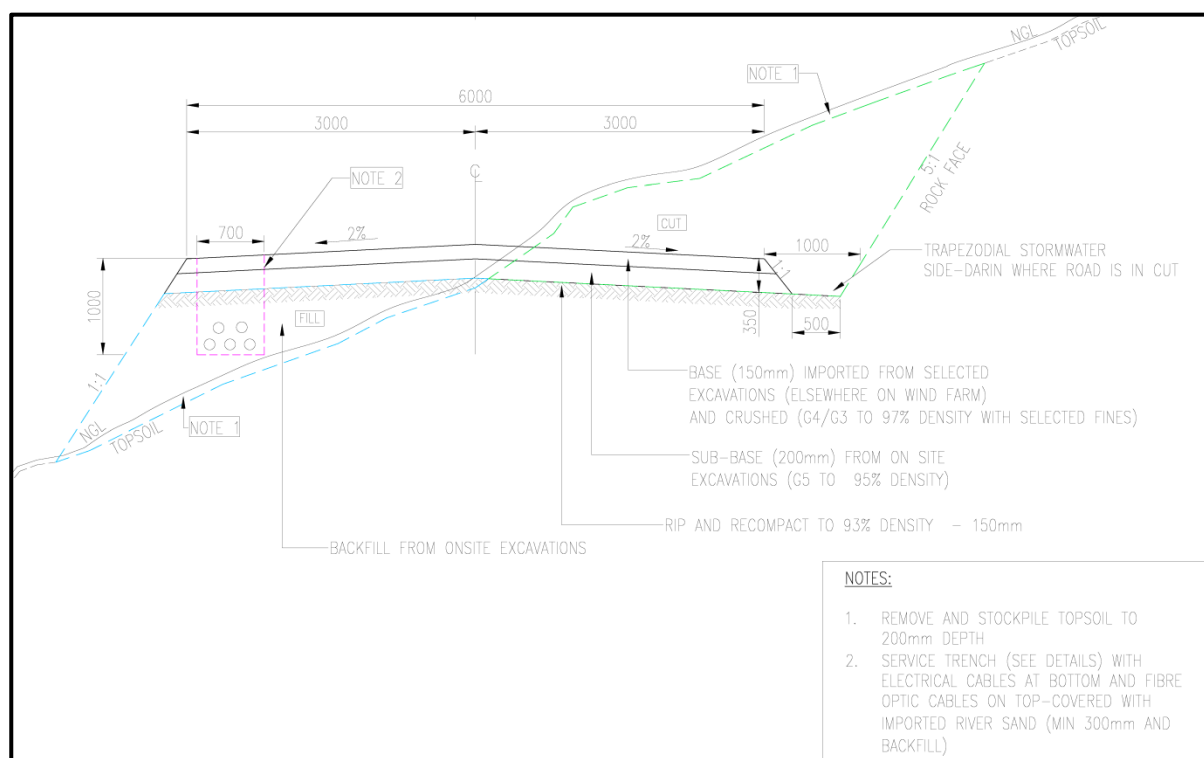 NGL
TOPSOIL
NOTE 1
6000
3000
3000
℄
NOTE 2
5:1
ROCK FACE
CUT
700
2%
2%
1000
1:1
TRAPEZODIAL STORMWATER
SIDE-DARIN WHERE ROAD IS IN CUT
1000
350
500
FILL
1:1
BASE (150mm) IMPORTED FROM SELECTED
EXCAVATIONS (ELSEWHERE ON WIND FARM)
AND CRUSHED (G4/G3 TO 97% DENSITY WITH SELECTED FINES)
NGL
TOPSOIL
NOTE 1
SUB-BASE (200mm) FROM ON SITE
EXCAVATIONS (G5 TO 95% DENSITY)
RIP AND RECOMPACT TO 93% DENSITY - 150mm
BACKFILL FROM ONSITE EXCAVATIONS
NOTES:
1. REMOVE AND STOCKPILE TOPSOIL TO
200mm DEPTH
2. SERVICE TRENCH (SEE DETAILS) WITH
ELECTRICAL CABLES AT BOTTOM AND FIBRE
OPTIC CABLES ON TOP-COVERED WITH
IMPORTED RIVER SAND (MIN 300mm AND
BACKFILL)